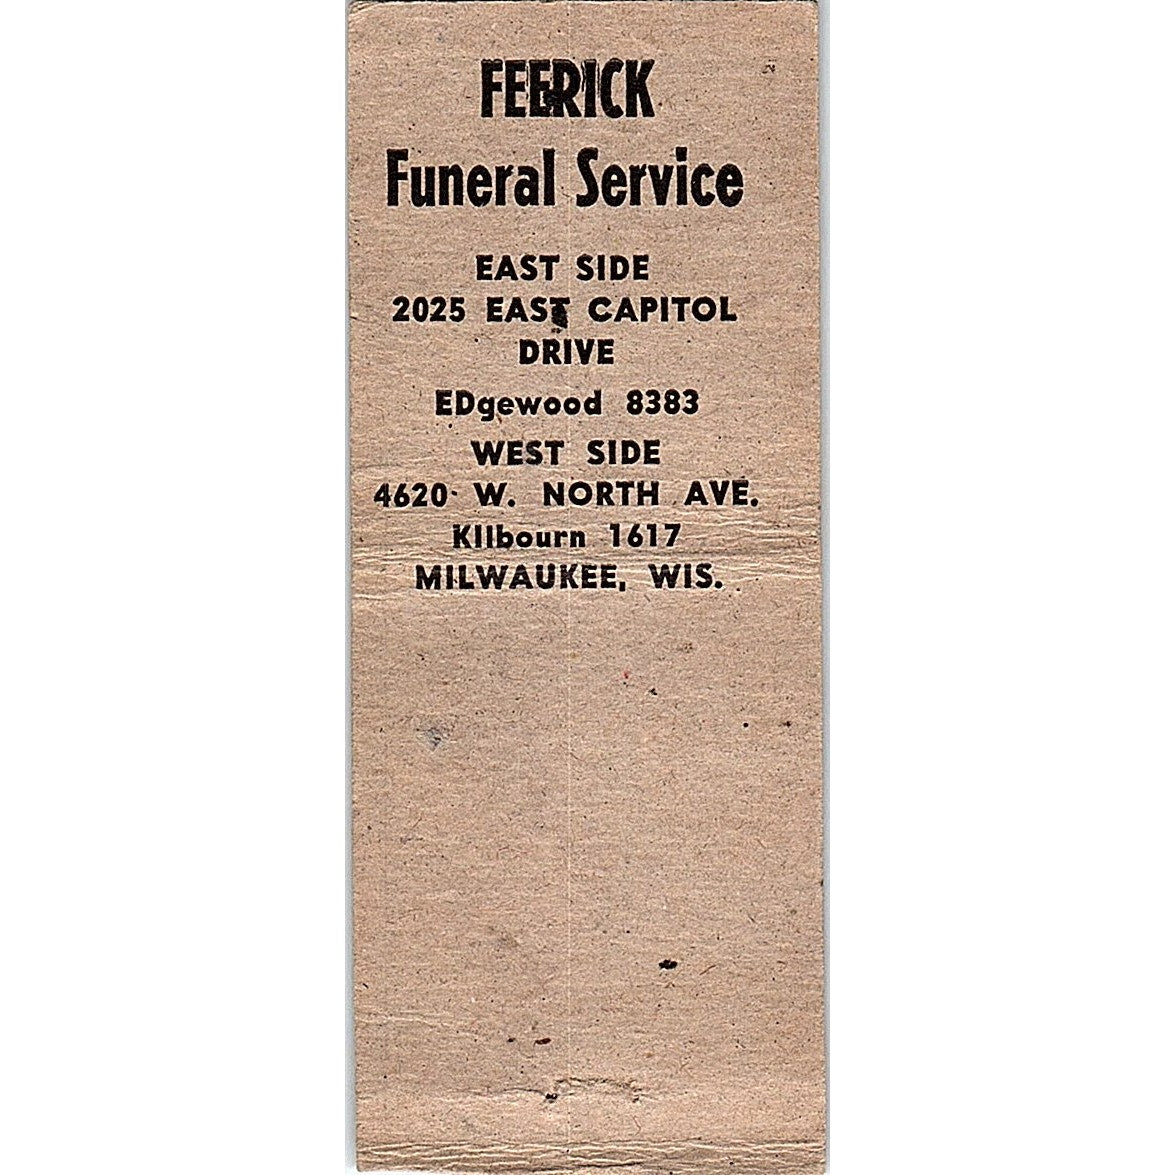 FEERICK
Funeral Service
EAST SIDE
2025 EAST CAPITOL
DRIVE
EDgewood 8383
WEST SIDE
4620 W. NORTH AVE.
KIlbourn 1617
MILWAUKEE, WIS.